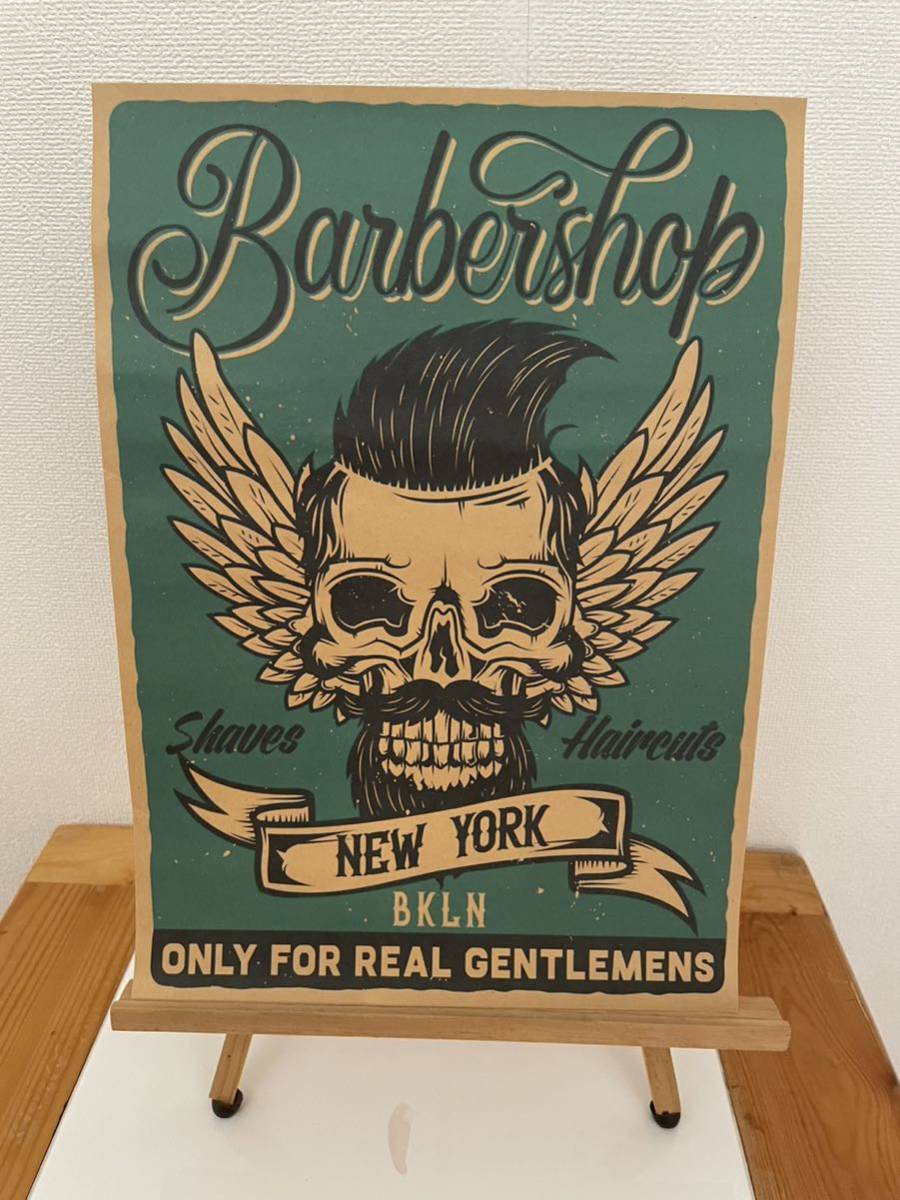 Barbershop
Shaves Haircuts
NEW YORK
BKLN
ONLY FOR REAL GENTLEMENS